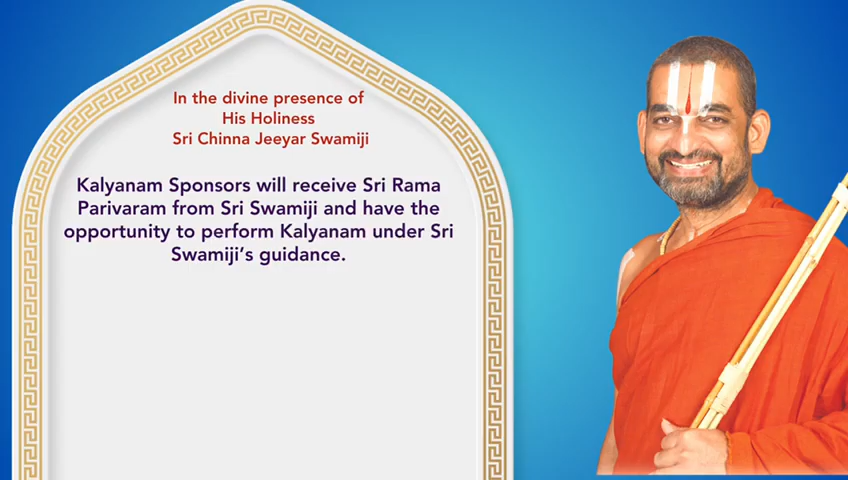 In the divine presence of
His Holiness
Sri Chinna Jeeyar Swamiji
Kalyanam Sponsors will receive Sri Rama
Parivaram from Sri Swamiji and have the
opportunity to perform Kalyanam under Sri
Swamiji’s guidance.